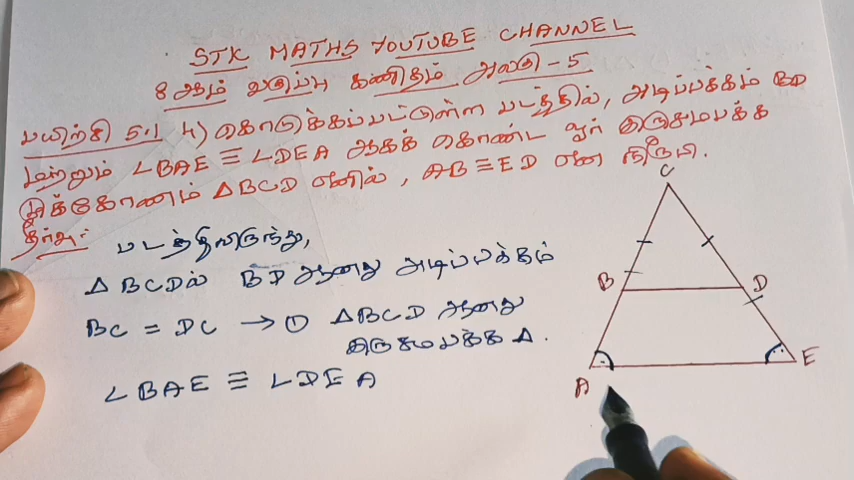 STK MATHS YOUTUBE CHANNEL
8 ஆம் வகுப்பு கணிதம் அலகு - 5
பயிற்சி 5.1 4) கொடுக்கப்பட்டுள்ள படத்தில், அடிப்பக்கம் BD
மற்றும் ∠BAE ≡ ∠DEA ஆகக் கொண்ட ஓர் இருசமபக்க
முக்கோணம் ΔBCD எனில், AB ≡ ED என நிரூபி.
தீர்வு:
படத்திலிருந்து,
ΔBCDல் BD ஆனது அடிப்பக்கம்
BC = DC → ① ΔBCD ஆனது
இருசமபக்க Δ.
∠BAE ≡ ∠DEA
C
B D
A E